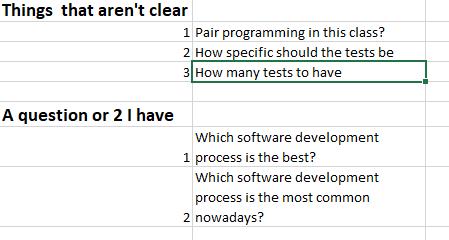 Things  that aren't clear
1 Pair programming in this class?
2 How specific should the tests be
3 How many tests to have
A question or 2 I have
Which software development
1 process is the best?
Which software development
process is the most common
2 nowadays?